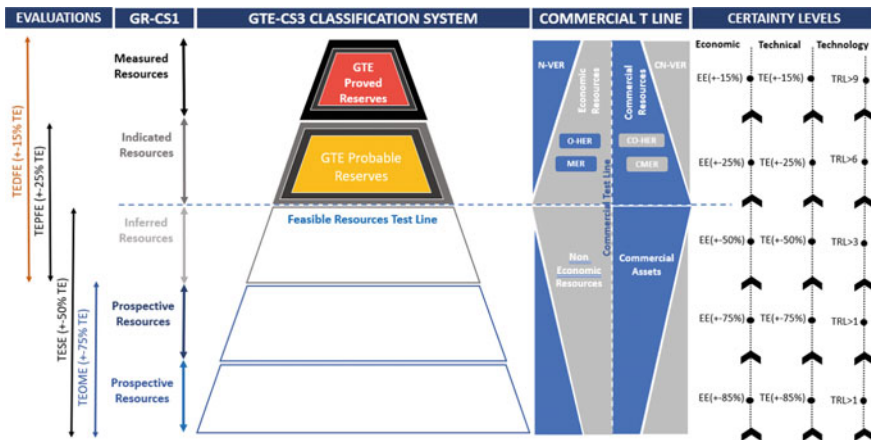 EVALUATIONS
GR-CS1
GTE-CS3 CLASSIFICATION SYSTEM
COMMERCIAL T LINE
CERTAINTY LEVELS
TEDFE (+-15% TE)
TEPFE (+-25% TE)
TESE (+-50% TE)
TEOME (+-75% TE)
Measured
Resources
Indicated
Resources
Inferred
Resources
Prospective
Resources
Prospective
Resources
GTE
Proved
Reserves
GTE Probable
Reserves
Feasible Resources Test Line
N-VER
Economic
Resources
Commercial
Resources
CN-VER
O-HER
CO-HER
MER
CMER
Commercial Test Line
Non
Economic
Resources
Commercial
Assets
Economic
Technical
Technology
EE(+-15%)
TE(+-15%)
TRL>9
EE(+-25%)
TE(+-25%)
TRL>6
EE(+-50%)
TE(+-50%)
TRL>3
EE(+-75%)
TE(+-75%)
TRL>1
EE(+-85%)
TE(+-85%)
TRL>1